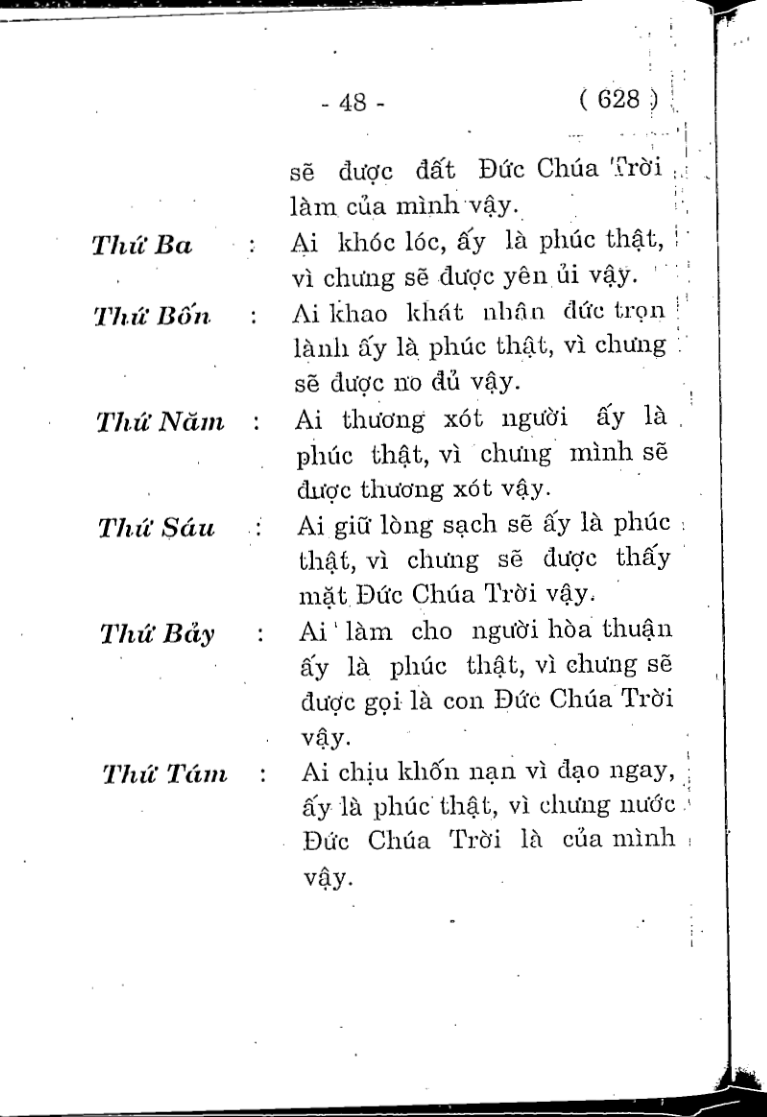 - 48 - ( 628 )
sẽ được đất Đức Chúa Trời
làm của mình vậy.
Thứ Ba : Ai khóc lóc, ấy là phúc thật,
vì chưng sẽ được yên ủi vậy.
Thứ Bốn : Ai khao khát nhân đức trọn
lành ấy là phúc thật, vì chưng
sẽ được no đủ vậy.
Thứ Năm : Ai thương xót người ấy là
phúc thật, vì chưng mình sẽ
được thương xót vậy.
Thứ Sáu : Ai giữ lòng sạch sẽ ấy là phúc
thật, vì chưng sẽ được thấy
mặt Đức Chúa Trời vậy.
Thứ Bảy : Ai làm cho người hòa thuận
ấy là phúc thật, vì chưng sẽ
được gọi là con Đức Chúa Trời
vậy.
Thứ Tám : Ai chịu khốn nạn vì đạo ngay,
ấy là phúc thật, vì chưng nước
Đức Chúa Trời là của mình
vậy.